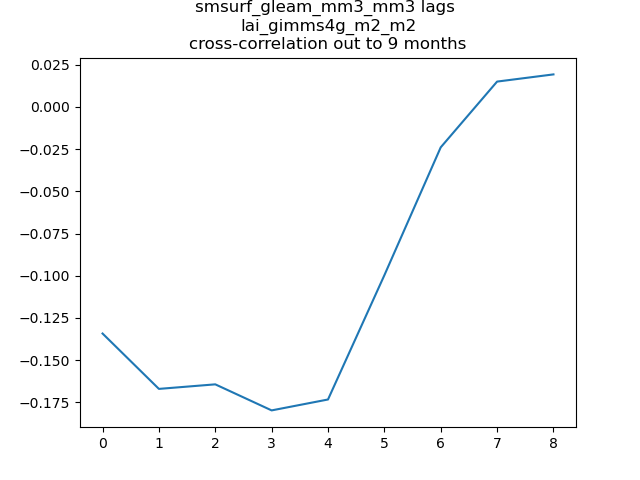 smsurf_gleam_mm3_mm3 lags
lai_gimms4g_m2_m2
cross-correlation out to 9 months
0.025
0.000
−0.025
−0.050
−0.075
−0.100
−0.125
−0.150
−0.175
0 1 2 3 4 5 6 7 8